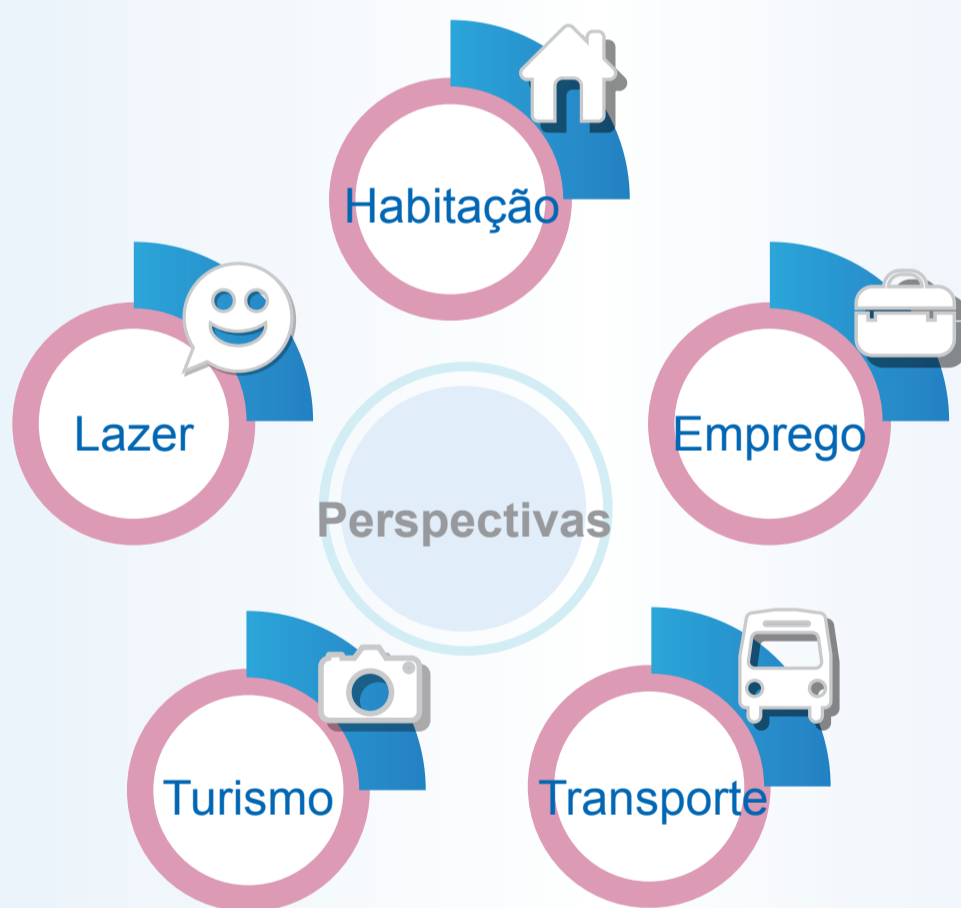 Habitação
Lazer
Emprego
Perspectivas
Turismo
Transporte